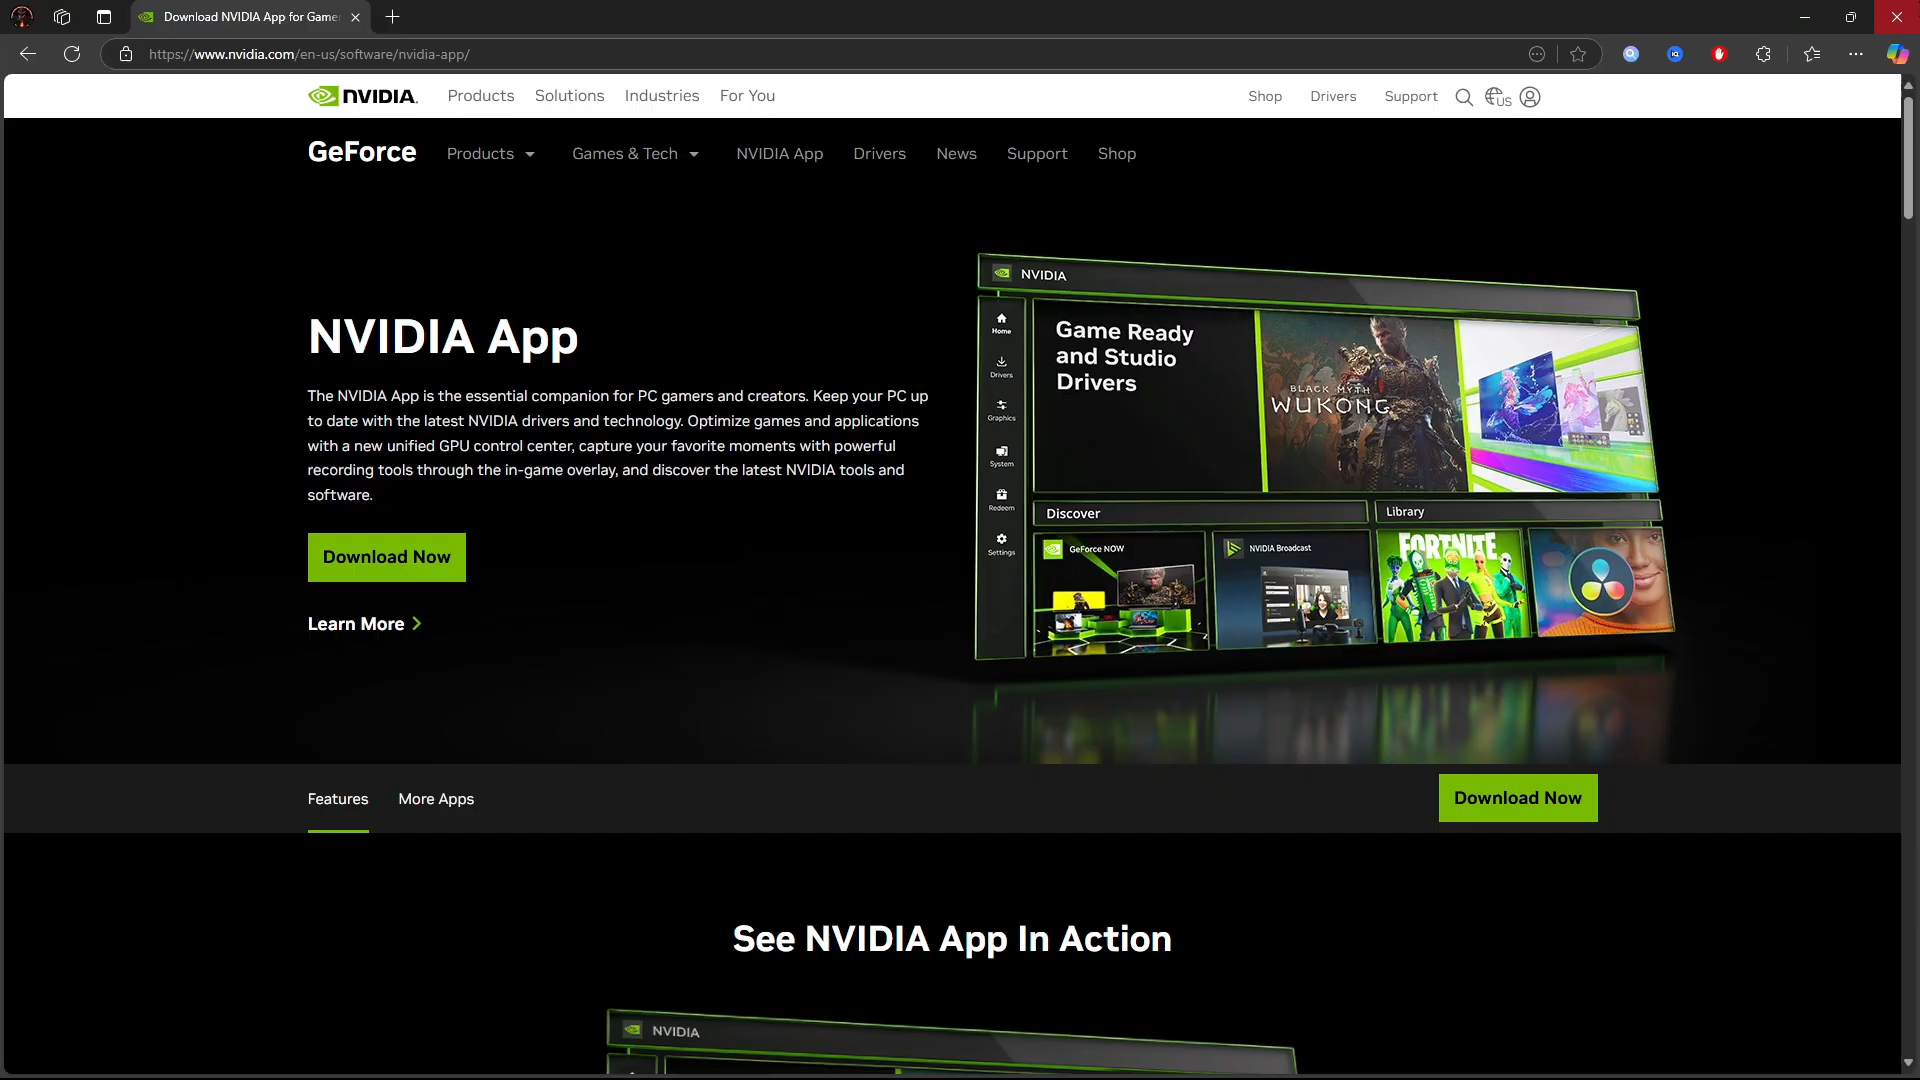 Download NVIDIA App for Game
https://www.nvidia.com/en-us/software/nvidia-app/
NVIDIA. Products Solutions Industries For You Shop Drivers Support US
GeForce Products Games & Tech NVIDIA App Drivers News Support Shop
NVIDIA App
The NVIDIA App is the essential companion for PC gamers and creators. Keep your PC up
to date with the latest NVIDIA drivers and technology. Optimize games and applications
with a new unified GPU control center, capture your favorite moments with powerful
recording tools through the in-game overlay, and discover the latest NVIDIA tools and
software.
Download Now
Learn More
NVIDIA
Home
Drivers
Graphics
System
Redeem
Settings
Game Ready
and Studio
Drivers
BLACK MYTH
WUKONG
Discover
Library
GeForce NOW
NVIDIA Broadcast
FORTNITE
Features More Apps Download Now
See NVIDIA App In Action
NVIDIA